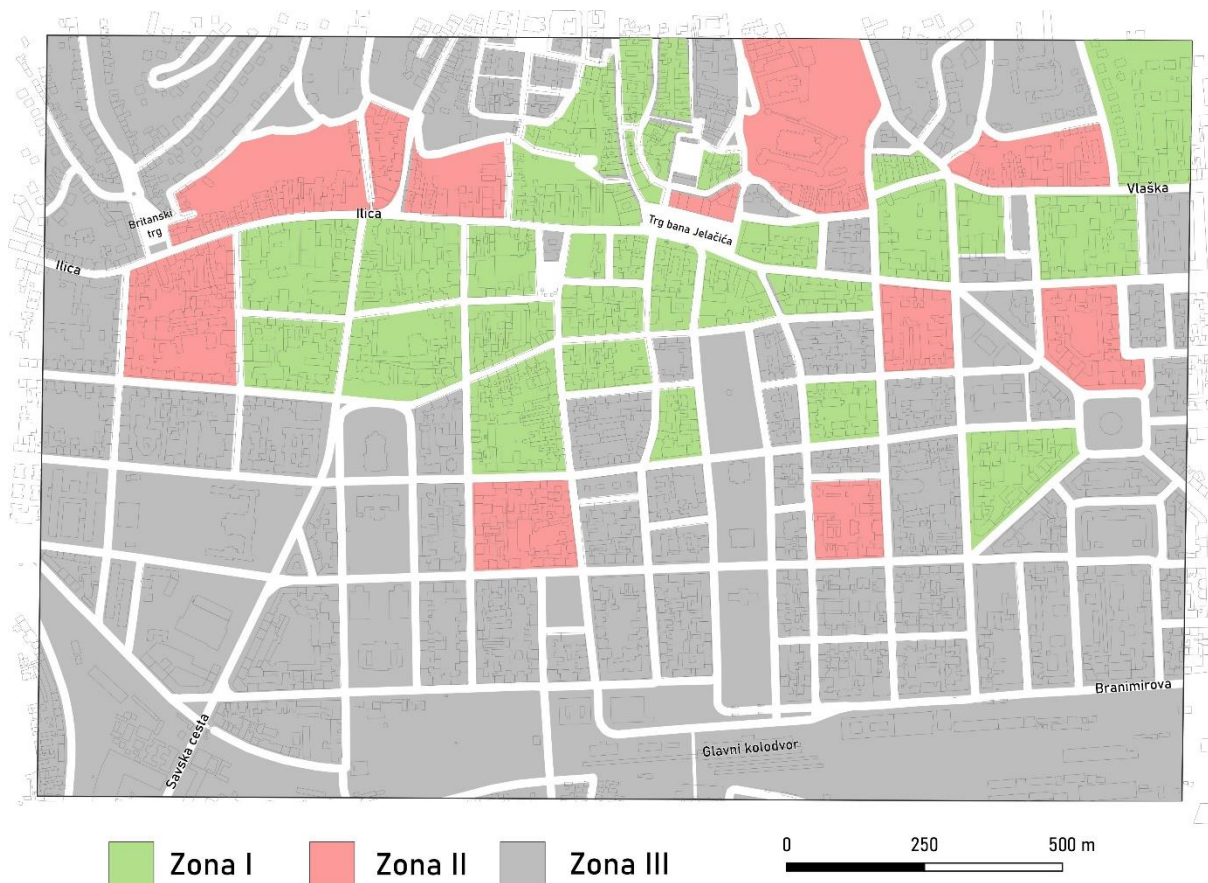 Vlaška
Britanski
trg
Ilica
Trg bana Jelačića
Ilica
Branimirova
Savska cesta
Glavni kolodvor
Zona I
Zona II
Zona III
0
250
500 m